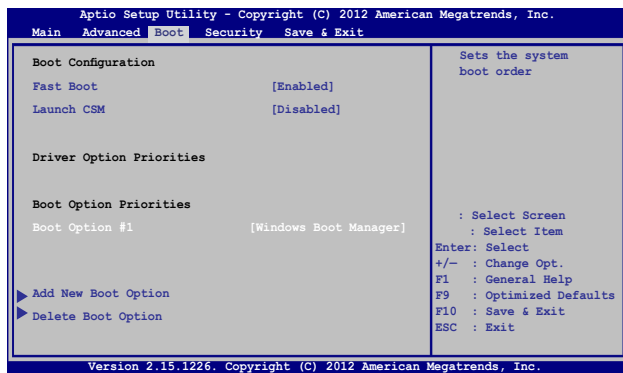 Aptio Setup Utility - Copyright (C) 2012 American Megatrends, Inc.
Main Advanced Boot Security Save & Exit
Boot Configuration
Fast Boot [Enabled]
Launch CSM [Disabled]
Driver Option Priorities
Boot Option Priorities
Boot Option #1 [Windows Boot Manager]
Add New Boot Option
Delete Boot Option
Sets the system
boot order
: Select Screen
: Select Item
Enter: Select
+/— : Change Opt.
F1 : General Help
F9 : Optimized Defaults
F10 : Save & Exit
ESC : Exit
Version 2.15.1226. Copyright (C) 2012 American Megatrends, Inc.